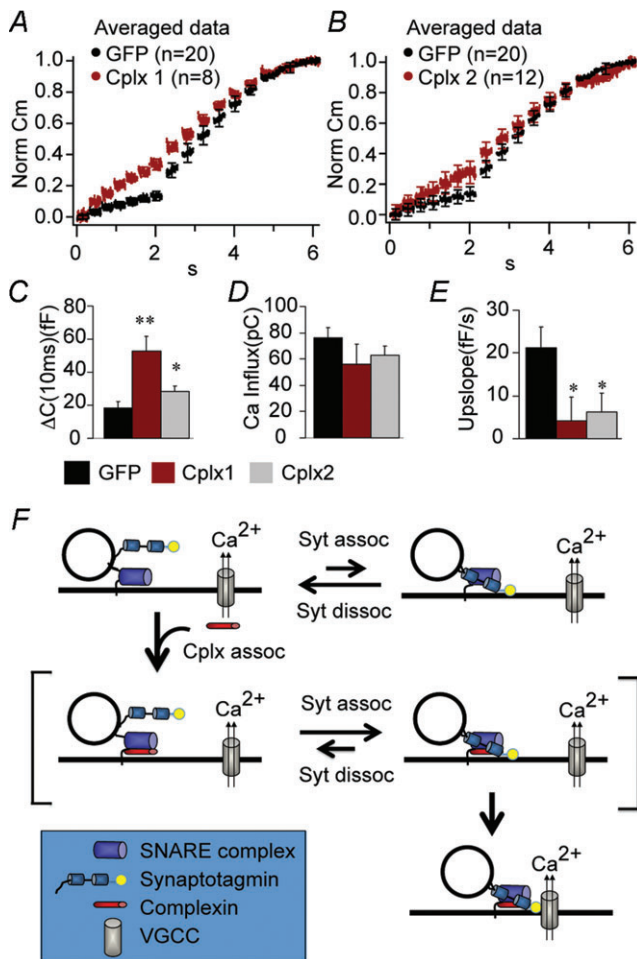 A
Averaged data
GFP (n=20)
Cplx 1 (n=8)
Norm Cm
1.0
0.8
0.6
0.4
0.2
0.0
0 2 4 6
s
B
Averaged data
GFP (n=20)
Cplx 2 (n=12)
Norm Cm
1.0
0.8
0.6
0.4
0.2
0.0
0 2 4 6
s
C
ΔC(10ms)(fF)
80
60
40
20
0
**
*
D
Ca Influx(pC)
100
80
60
40
20
0
E
Upslope(fF/s)
30
20
10
0
* *
GFP Cplx1 Cplx2
F
Ca2+
Syt assoc
Syt dissoc
Ca2+
Cplx assoc
Ca2+
Syt assoc
Syt dissoc
Ca2+
SNARE complex
Synaptotagmin
Complexin
VGCC
Ca2+